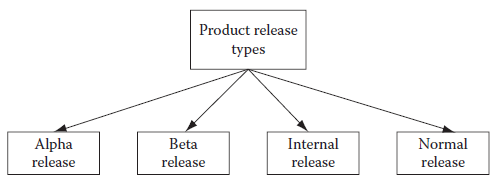 Product release
types
Alpha
release
Beta
release
Internal
release
Normal
release